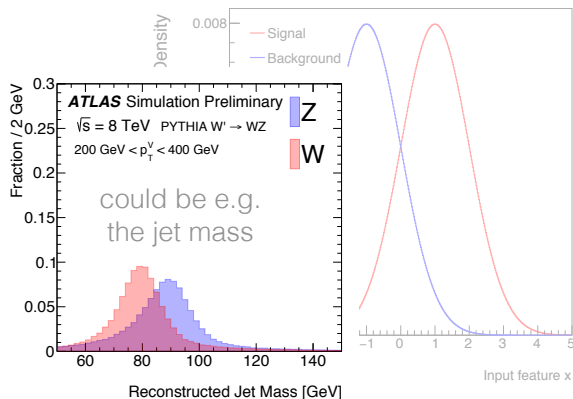 0.008
Density
Signal
Background
0.3
0.25
0.2
0.15
0.1
0.05
0
Fraction / 2 GeV
ATLAS Simulation Preliminary
√s = 8 TeV PYTHIA W' → WZ
200 GeV < p_T^V < 400 GeV
Z
W
could be e.g.
the jet mass
60 80 100 120 140
Reconstructed Jet Mass [GeV]
−1 0 1 2 3 4 5
Input feature x